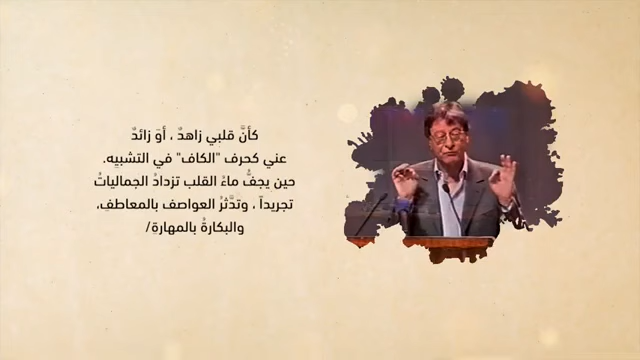 كأنَّ قلبي زاهدٌ ، أوَ زائدٌ
عني كحرف "الكاف" في التشبيه.
حين يجفُّ ماءُ القلب تزدادُ الجمالياتُ
تجريداً ، وتدَّثرُ العواصف بالمعاطفِ،
والبكارةُ بالمهارة/